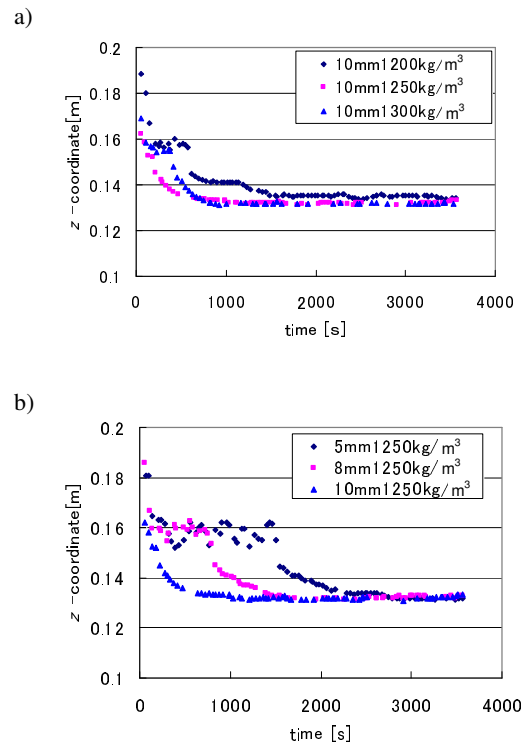 a)
0.2
0.18
0.16
0.14
0.12
0.1
z -coordinate[m]
10mm1200kg/m³
10mm1250kg/m³
10mm1300kg/m³
0 1000 2000 3000 4000
time [s]
b)
0.2
0.18
0.16
0.14
0.12
0.1
z -coordinate[m]
5mm1250kg/m³
8mm1250kg/m³
10mm1250kg/m³
0 1000 2000 3000 4000
time [s]